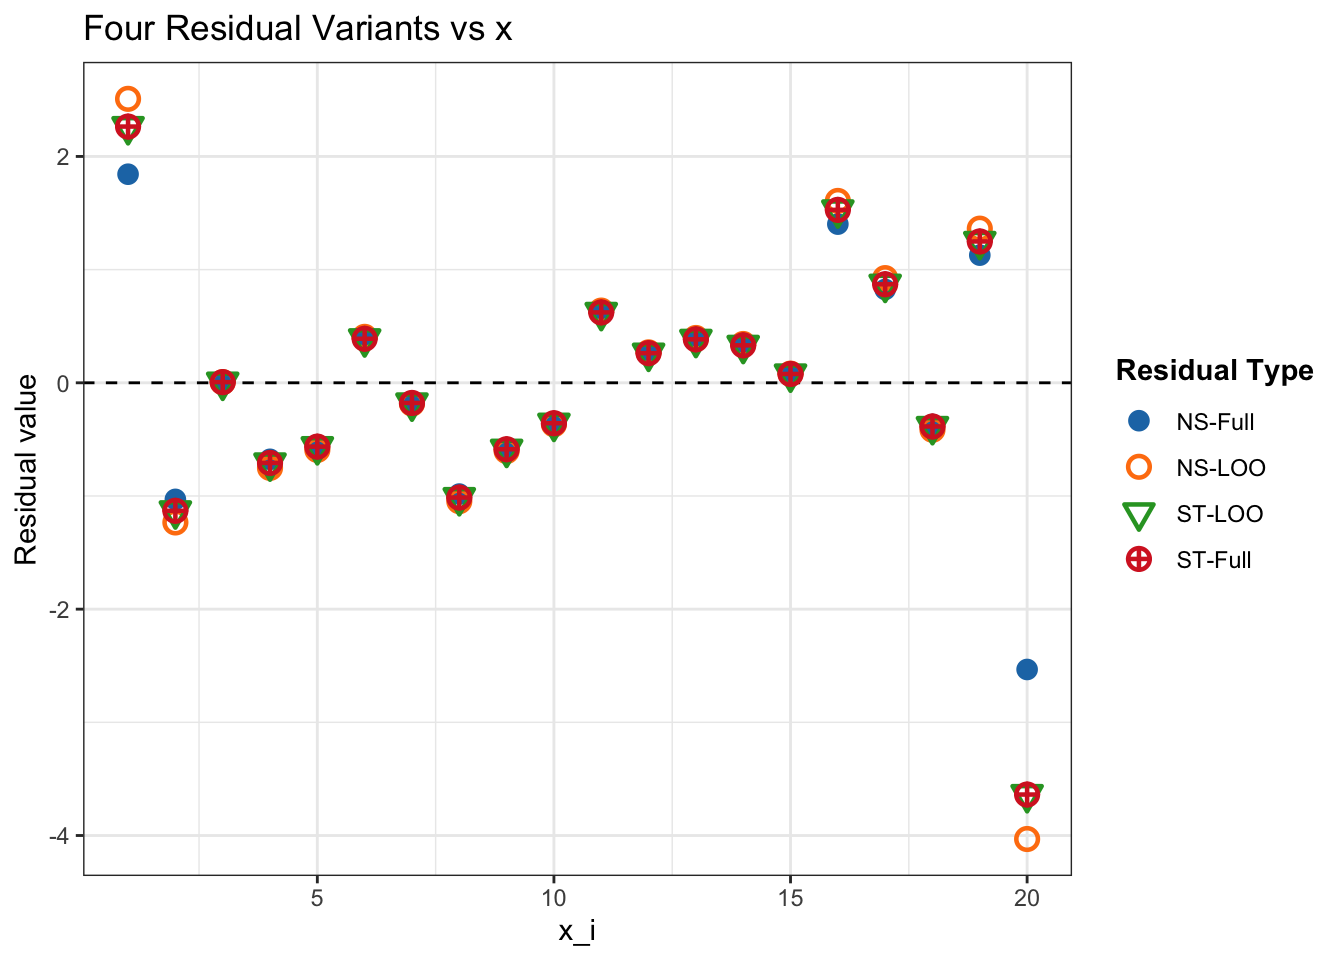 Four Residual Variants vs x
Residual value
2
0
-2
-4
5
10
15
20
x_i
Residual Type
NS-Full
NS-LOO
ST-LOO
ST-Full